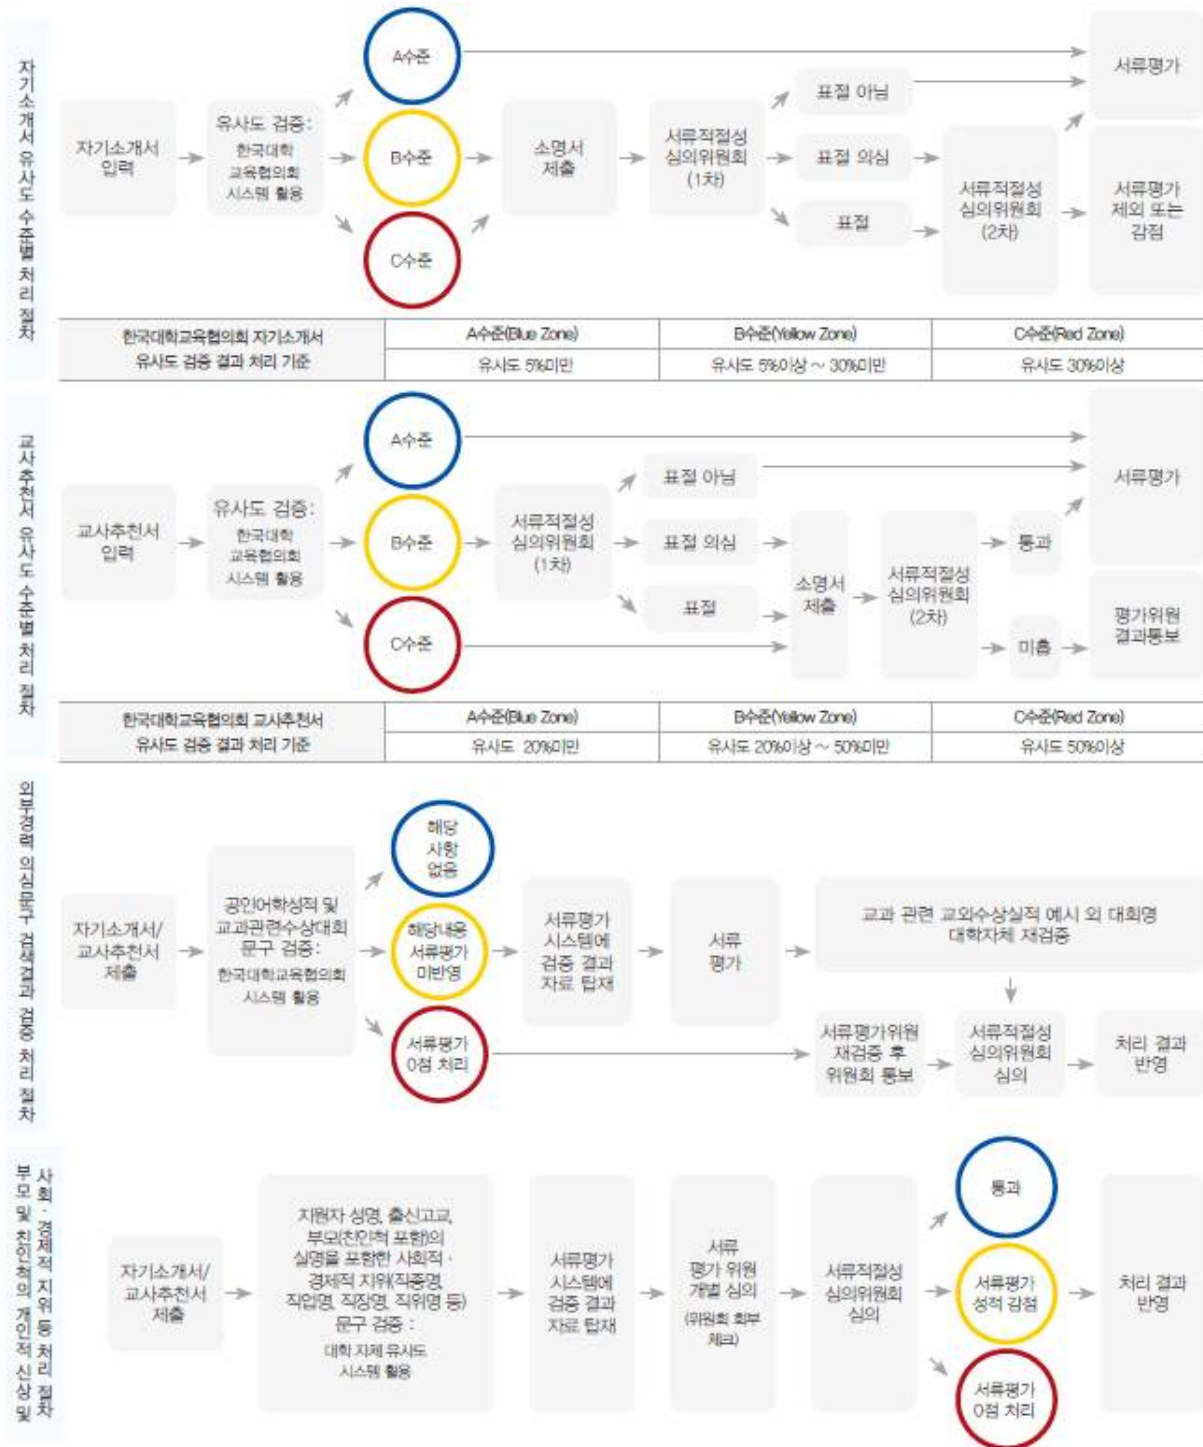 자기소개서 유사도 수준별 처리 절차
자기소개서
입력
유사도 검증:
한국대학
교육협의회
시스템 활용
A수준
B수준
C수준
소명서
제출
서류적절성
심의위원회
(1차)
표절 아님
표절 의심
표절
서류적절성
심의위원회
(2차)
서류평가
서류평가
제외 또는
감점
한국대학교육협의회 자기소개서
유사도 검증 결과 처리 기준
A수준(Blue Zone)
B수준(Yellow Zone)
C수준(Red Zone)
유사도 5%미만
유사도 5%이상 ~ 30%미만
유사도 30%이상
교사추천서 유사도 수준별 처리 절차
교사추천서
입력
유사도 검증:
한국대학
교육협의회
시스템 활용
A수준
B수준
C수준
서류적절성
심의위원회
(1차)
표절 아님
표절 의심
표절
소명서
제출
서류적절성
심의위원회
(2차)
통과
미흡
서류평가
평가위원
결과통보
한국대학교육협의회 교사추천서
유사도 검증 결과 처리 기준
A수준(Blue Zone)
B수준(Yellow Zone)
C수준(Red Zone)
유사도 20%미만
유사도 20%이상 ~ 50%미만
유사도 50%이상
외부경력 의심문구 검색결과 검증 처리 절차
자기소개서/
교사추천서
제출
공인어학성적 및
교과관련수상대회
문구 검증:
한국대학교육협의회
시스템 활용
해당
사항
없음
해당내용
서류평가
미반영
서류평가
0점 처리
서류평가
시스템에
검증 결과
자료 탑재
서류
평가
교과 관련 교외수상실적 예시 외 대회명
대학자체 재검증
서류평가위원
재검증 후
위원회 통보
서류적절성
심의위원회
심의
처리 결과
반영
부모 및 친인척의 개인적 신상 및
사회·경제적 지위 등 처리 절차
자기소개서/
교사추천서
제출
지원자 성명, 출신고교,
부모(친인척 포함)의
실명을 포함한 사회적·
경제적 지위(직종명,
직업명, 직장명, 직위명 등)
문구 검증 :
대학 자체 유사도
시스템 활용
서류평가
시스템에
검증 결과
자료 탑재
서류
평가 위원
개별 심의
(위원회 회부
체크)
서류적절성
심의위원회
심의
통과
서류평가
성적 감점
서류평가
0점 처리
처리 결과
반영